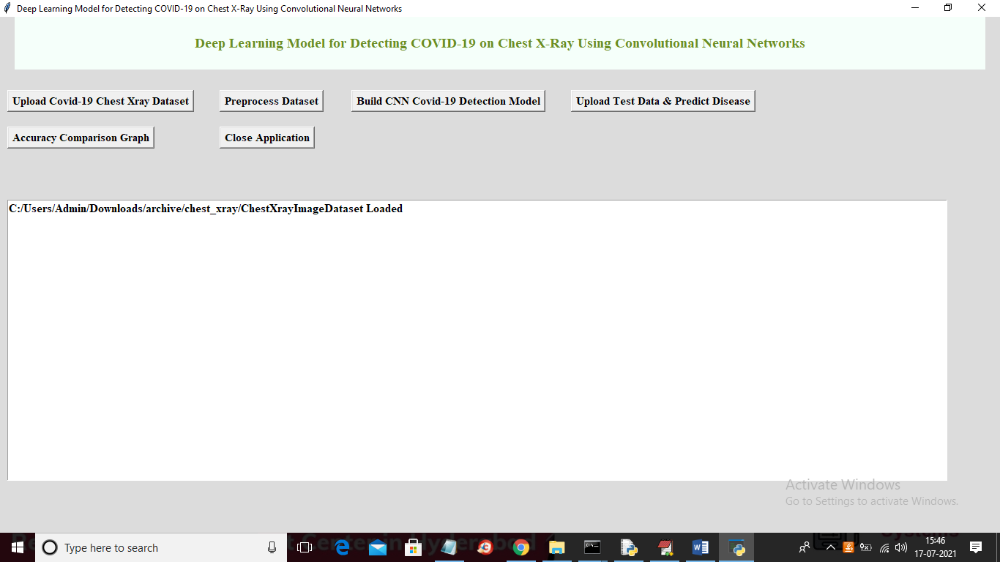 Deep Learning Model for Detecting COVID-19 on Chest X-Ray Using Convolutional Neural Networks
Deep Learning Model for Detecting COVID-19 on Chest X-Ray Using Convolutional Neural Networks
Upload Covid-19 Chest Xray Dataset Preprocess Dataset Build CNN Covid-19 Detection Model Upload Test Data & Predict Disease
Accuracy Comparison Graph Close Application
C:/Users/Admin/Downloads/archive/chest_xray/ChestXrayImageDataset Loaded
Activate Windows
Go to Settings to activate Windows.
Type here to search
15:46
17-07-2021